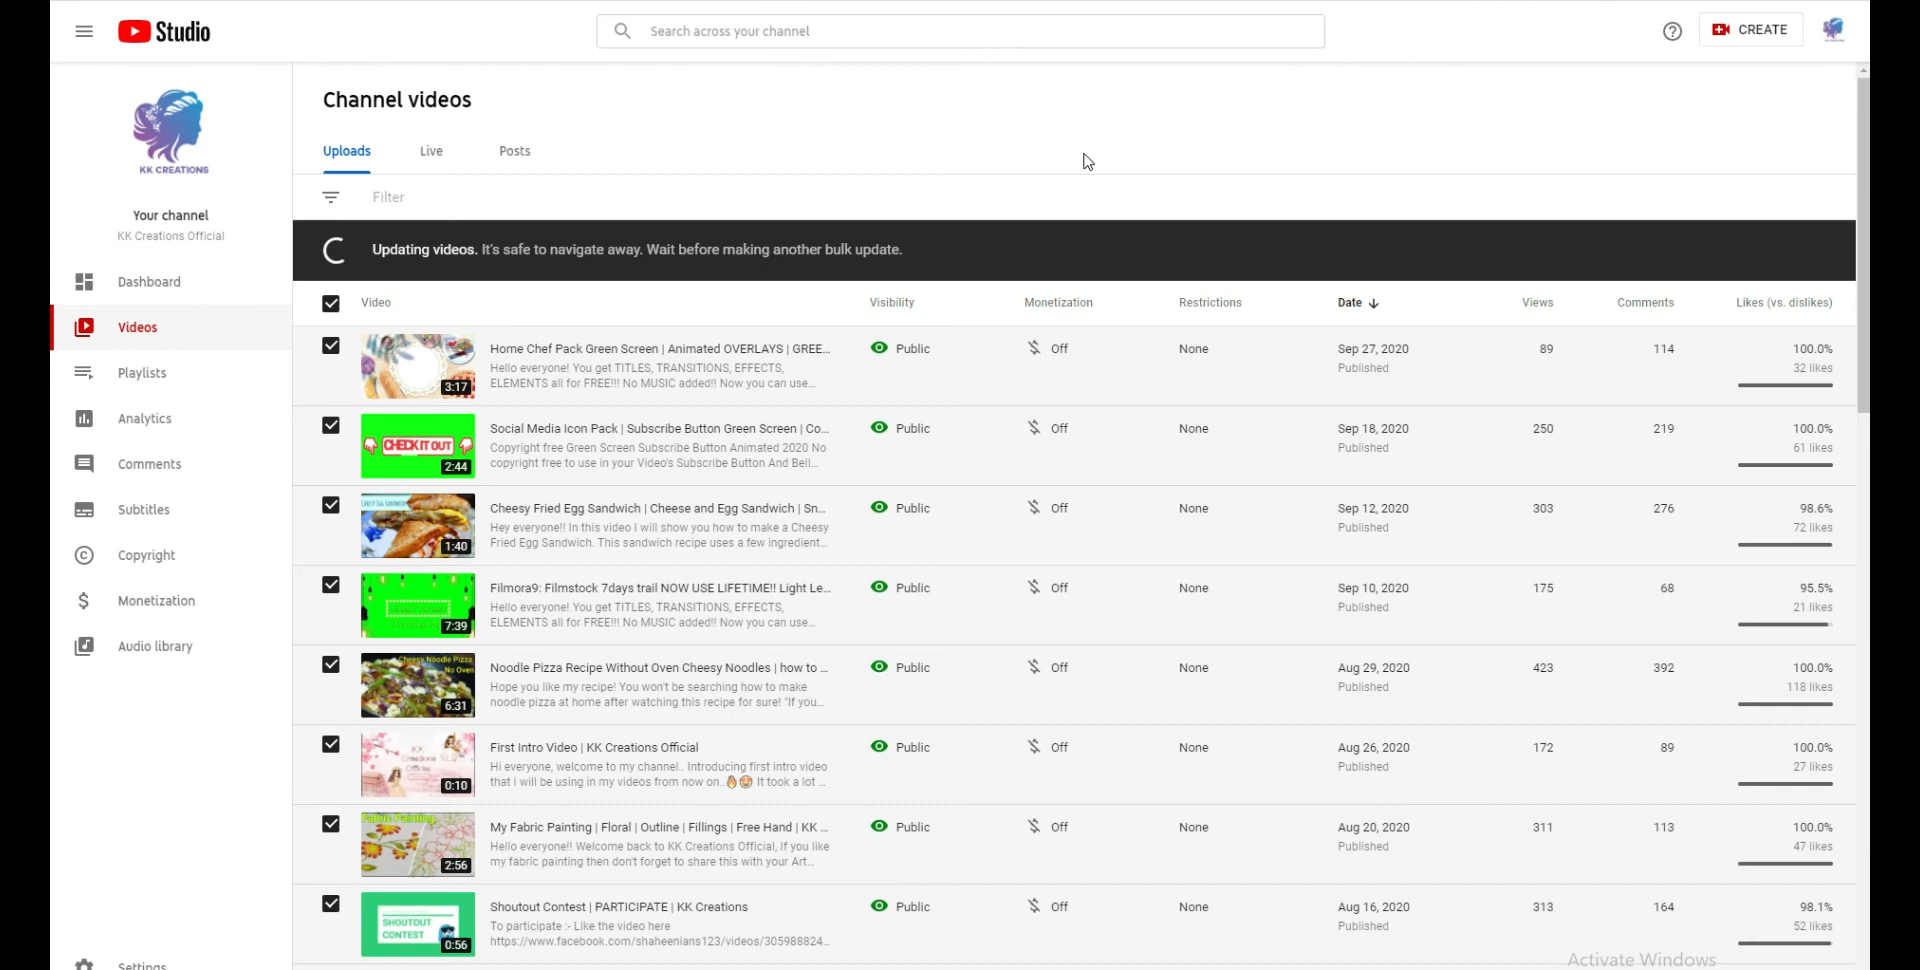 Studio
Search across your channel
CREATE
KK CREATIONS
Your channel
KK Creations Official
Dashboard
Videos
Playlists
Analytics
Comments
Subtitles
Copyright
Monetization
Audio library
Settings
Channel videos
Uploads Live Posts
Filter
Updating videos. It's safe to navigate away. Wait before making another bulk update.
Video Visibility Monetization Restrictions Date Views Comments Likes (vs. dislikes)
3:17
Home Chef Pack Green Screen | Animated OVERLAYS | GREE... Public Off None Sep 27, 2020 89 114 100.0%
Hello everyone! You get TITLES, TRANSITIONS, EFFECTS, Published 32 likes
ELEMENTS all for FREE!!! No MUSIC added!! Now you can use...
CHECK IT OUT
2:44
Social Media Icon Pack | Subscribe Button Green Screen | Co... Public Off None Sep 18, 2020 250 219 100.0%
Copyright free Green Screen Subscribe Button Animated 2020 No Published 61 likes
copyright free to use in your Video's Subscribe Button And Bell...
1:40
Cheesy Fried Egg Sandwich | Cheese and Egg Sandwich | Sn... Public Off None Sep 12, 2020 303 276 98.6%
Hey everyone!! In this video I will show you how to make a Cheesy Published 72 likes
Fried Egg Sandwich. This sandwich recipe uses a few ingredient...
7:39
Filmora9: Filmstock 7days trail NOW USE LIFETIME!! Light Le... Public Off None Sep 10, 2020 175 68 95.5%
Hello everyone! You get TITLES, TRANSITIONS, EFFECTS, Published 21 likes
ELEMENTS all for FREE!!! No MUSIC added!! Now you can use...
Cheesy Noodle Pizza
No Oven
6:31
Noodle Pizza Recipe Without Oven Cheesy Noodles | how to ... Public Off None Aug 29, 2020 423 392 100.0%
Hope you like my recipe! You won't be searching how to make Published 118 likes
noodle pizza at home after watching this recipe for sure! "If you...
0:10
First Intro Video | KK Creations Official Public Off None Aug 26, 2020 172 89 100.0%
Hi everyone, welcome to my channel.. Introducing first intro video Published 27 likes
that i will be using in my videos from now on..🔥😍 It took a lot ...
Fabric Painting
2:56
My Fabric Painting | Floral | Outline | Fillings | Free Hand | KK ... Public Off None Aug 20, 2020 311 113 100.0%
Hello everyone!! Welcome back to KK Creations Official, If you like Published 47 likes
my fabric painting then don't forget to share this with your Art...
SHOUTOUT
CONTEST
0:56
Shoutout Contest | PARTICIPATE | KK Creations Public Off None Aug 16, 2020 313 164 98.1%
To participate :- Like the video here Published 52 likes
https://www.facebook.com/shaheenians123/videos/305988824...
Activate Windows